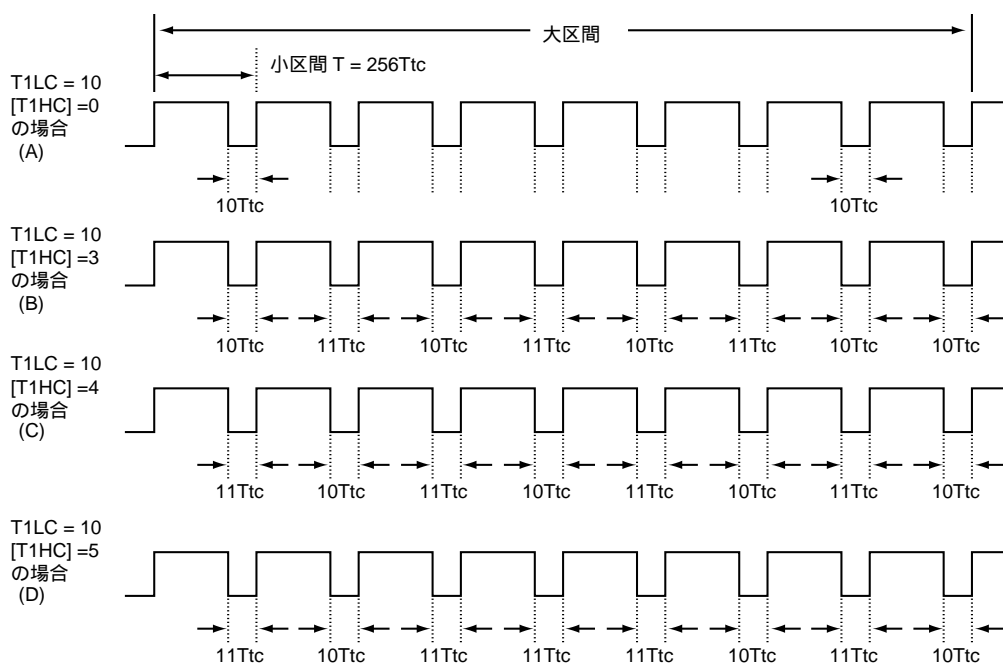 大区間
小区間 T = 256Ttc
T1LC = 10
[T1HC] =0
の場合
(A)
10Ttc 10Ttc
T1LC = 10
[T1HC] =3
の場合
(B)
10Ttc 11Ttc 10Ttc 11Ttc 10Ttc 11Ttc 10Ttc 10Ttc
T1LC = 10
[T1HC] =4
の場合
(C)
11Ttc 10Ttc 11Ttc 10Ttc 11Ttc 10Ttc 11Ttc 10Ttc
T1LC = 10
[T1HC] =5
の場合
(D)
11Ttc 10Ttc 11Ttc 11Ttc 11Ttc 10Ttc 11Ttc 10Ttc